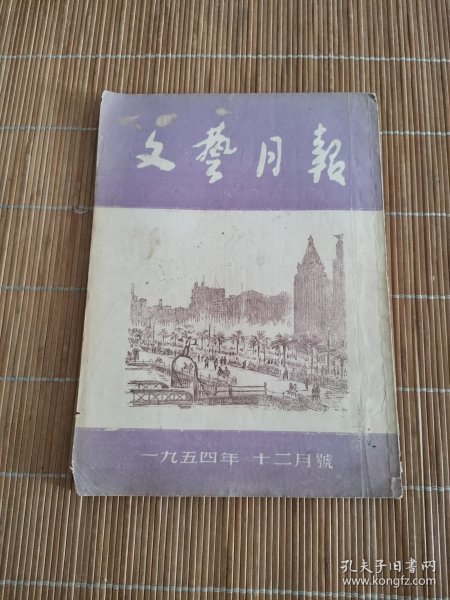 文藝月報
一九五四年 十二月號
孔夫子旧书网
www.kongfz.com